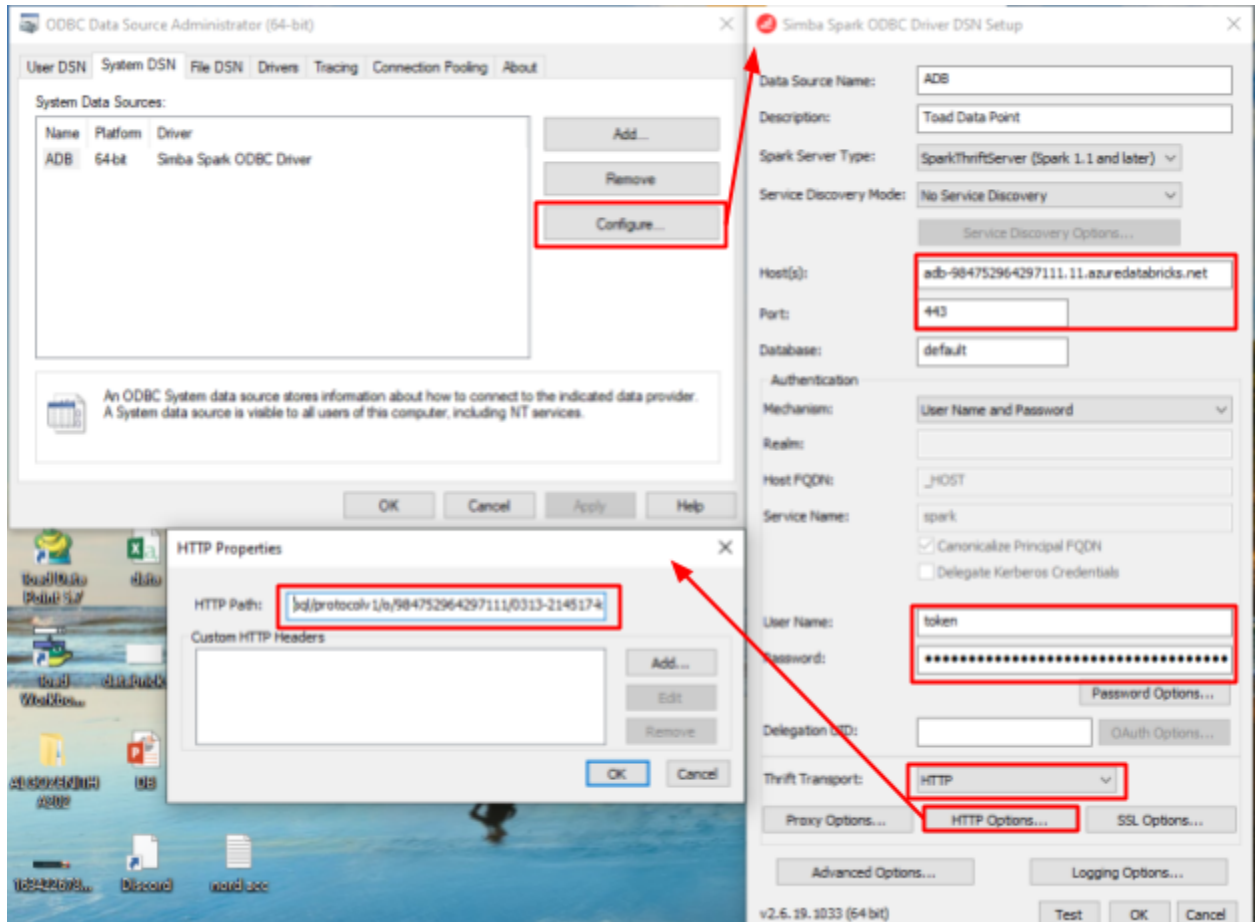 ODBC Data Source Administrator (64-bit)
User DSN System DSN File DSN Drivers Tracing Connection Pooling About
System Data Sources:
Name Platform Driver
ADB 64-bit Simba Spark ODBC Driver
Add...
Remove
Configure...
An ODBC System data source stores information about how to connect to the indicated data provider.
A System data source is visible to all users of this computer, including NT services.
OK Cancel Apply Help
HTTP Properties
HTTP Path: sql/protocolv1/o/984752964297111/0313-214517-
Custom HTTP Headers
Add...
Edit
Remove
OK Cancel
Discord
nord acc
DB
Simba Spark ODBC Driver DSN Setup
Data Source Name: ADB
Description: Toad Data Point
Spark Server Type: SparkThriftServer (Spark 1.1 and later)
Service Discovery Mode: No Service Discovery
Service Discovery Options...
Host(s): adb-984752964297111.11.azuredatabricks.net
Port: 443
Database: default
Authentication
Mechanism: User Name and Password
Realm:
Host FQDN: _HOST
Service Name: spark
Canonicalize Principal FQDN
Delegate Kerberos Credentials
User Name: token
Password:
Password Options...
Delegation UID:
OAuth Options...
Thrift Transport: HTTP
Proxy Options... HTTP Options... SSL Options...
Advanced Options... Logging Options...
v2.6.19.1033 (64 bit) Test OK Cancel